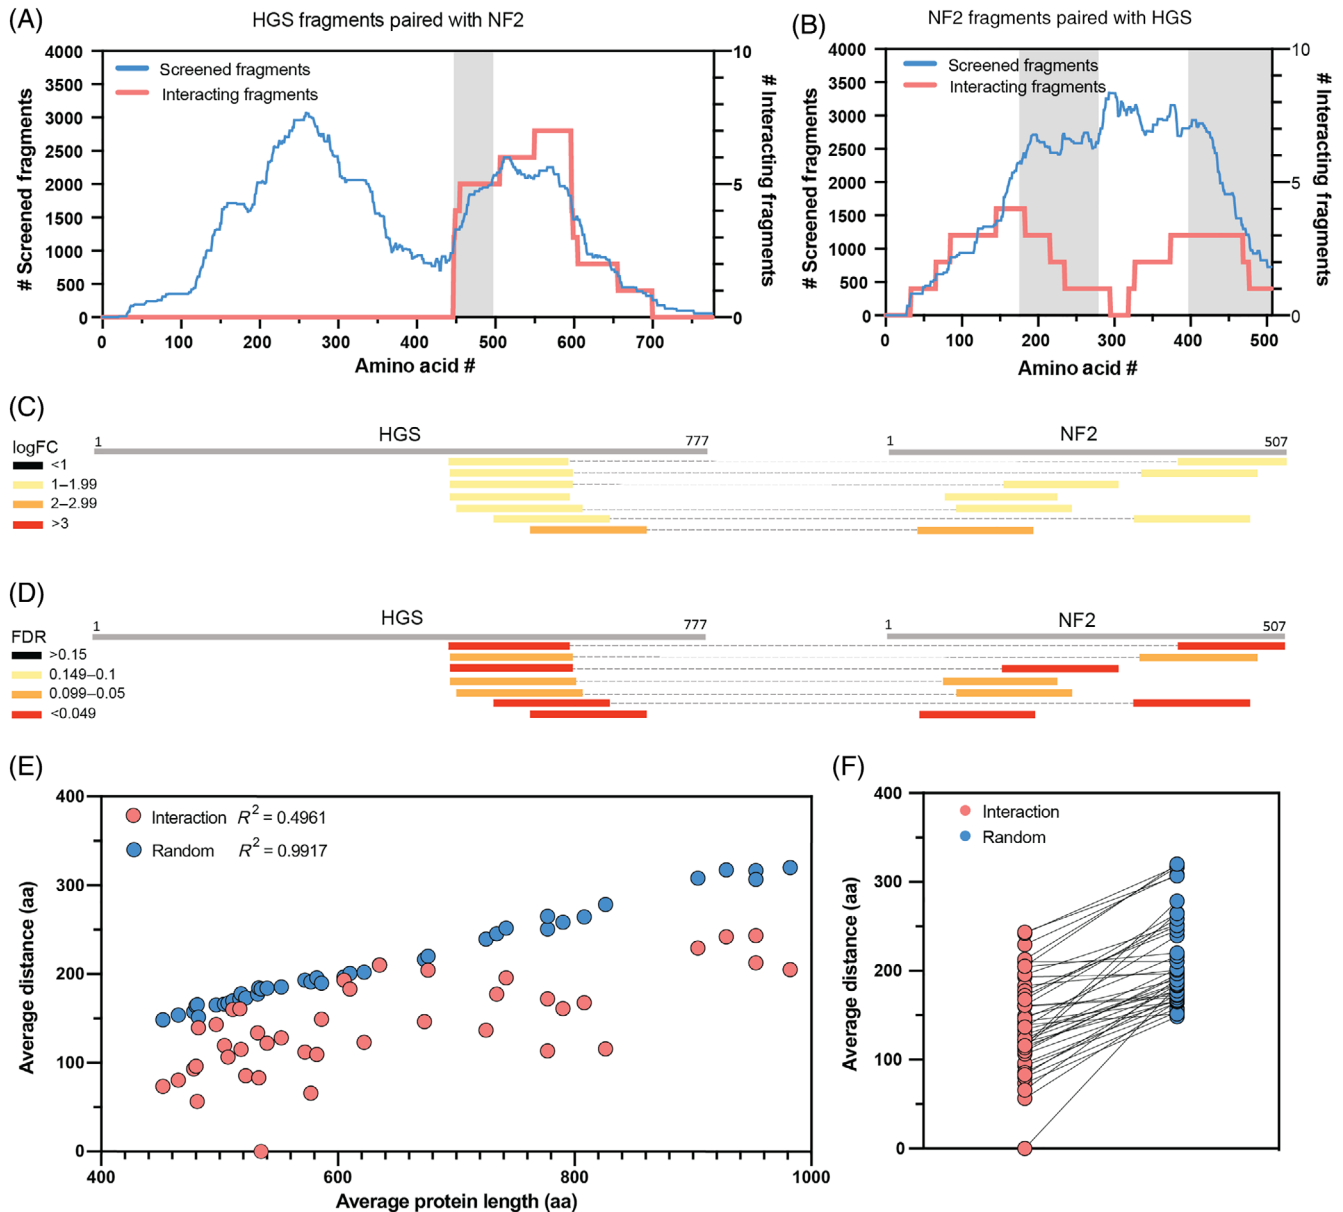 (A)
HGS fragments paired with NF2
# Screened fragments
4000
3500
3000
2500
2000
1500
1000
500
0
Screened fragments
Interacting fragments
10
5
0
# Interacting fragments
0
100
200
300
400
500
600
700
Amino acid #
(B)
NF2 fragments paired with HGS
# Screened fragments
4000
3500
3000
2500
2000
1500
1000
500
0
Screened fragments
Interacting fragments
10
5
0
# Interacting fragments
0
100
200
300
400
500
Amino acid #
(C)
logFC
<1
1–1.99
2–2.99
>3
1
HGS
777
1
NF2
507
(D)
FDR
>0.15
0.149–0.1
0.099–0.05
<0.049
1
HGS
777
1
NF2
507
(E)
Average distance (aa)
400
300
200
100
0
Interaction R² = 0.4961
Random R² = 0.9917
400
600
800
1000
Average protein length (aa)
(F)
Average distance (aa)
400
300
200
100
0
Interaction
Random